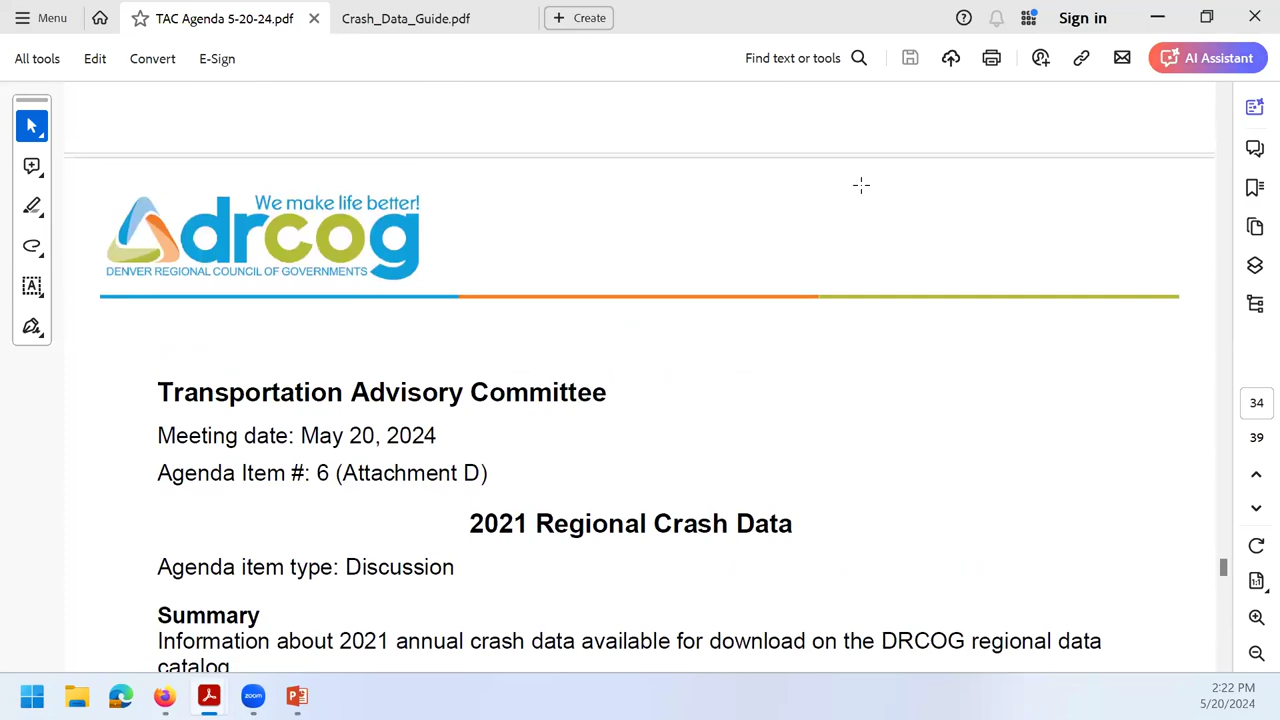 Menu
TAC Agenda 5-20-24.pdf
Crash_Data_Guide.pdf
Create
Sign in
All tools
Edit
Convert
E-Sign
Find text or tools
AI Assistant
We make life better!
drcog
DENVER REGIONAL COUNCIL OF GOVERNMENTS
Transportation Advisory Committee
Meeting date: May 20, 2024
Agenda Item #: 6 (Attachment D)
2021 Regional Crash Data
Agenda item type: Discussion
Summary
Information about 2021 annual crash data available for download on the DRCOG regional data
catalog.
34
39
1:1
zoom
2:22 PM
5/20/2024